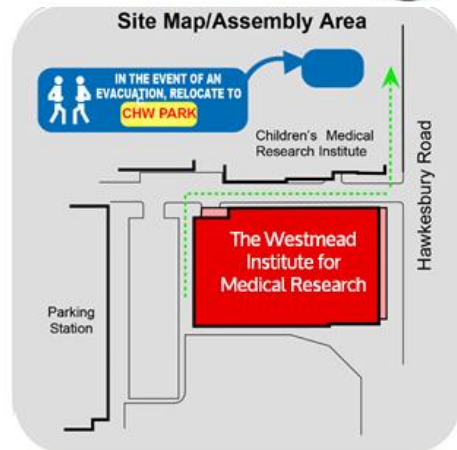 Site Map/Assembly Area
IN THE EVENT OF AN
EVACUATION, RELOCATE TO
CHW PARK
Children's Medical
Research Institute
Hawkesbury Road
The Westmead
Institute for
Medical Research
Parking
Station